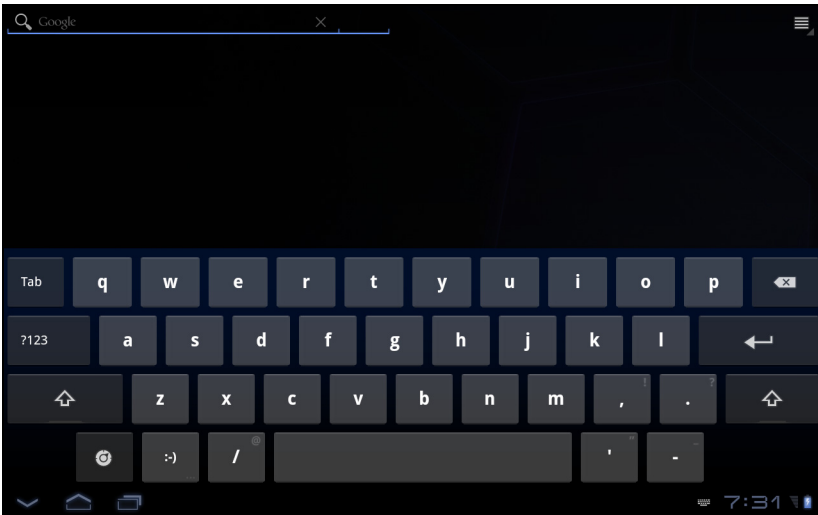 Google
Tab q w e r t y u i o p
?123 a s d f g h j k l
z x c v b n m , ! . ?
:-) ... / @ ' " - _
7:31